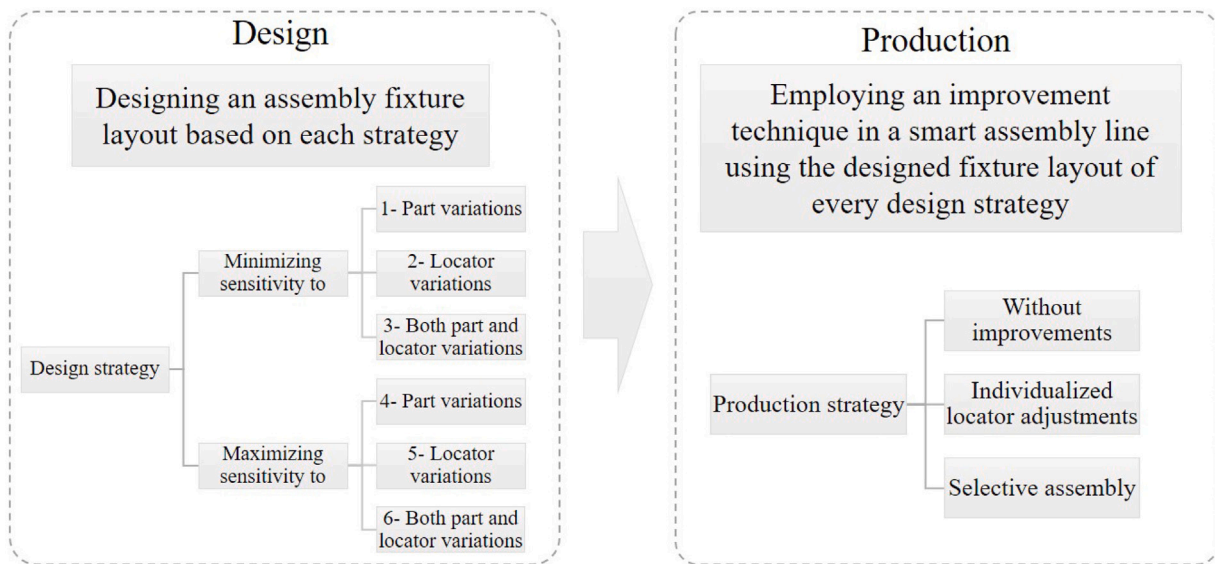 Design
Designing an assembly fixture
layout based on each strategy
Design strategy
Minimizing
sensitivity to
1- Part variations
2- Locator
variations
3- Both part and
locator variations
Maximizing
sensitivity to
4- Part variations
5- Locator
variations
6- Both part and
locator variations
Production
Employing an improvement
technique in a smart assembly line
using the designed fixture layout of
every design strategy
Production strategy
Without
improvements
Individualized
locator adjustments
Selective assembly